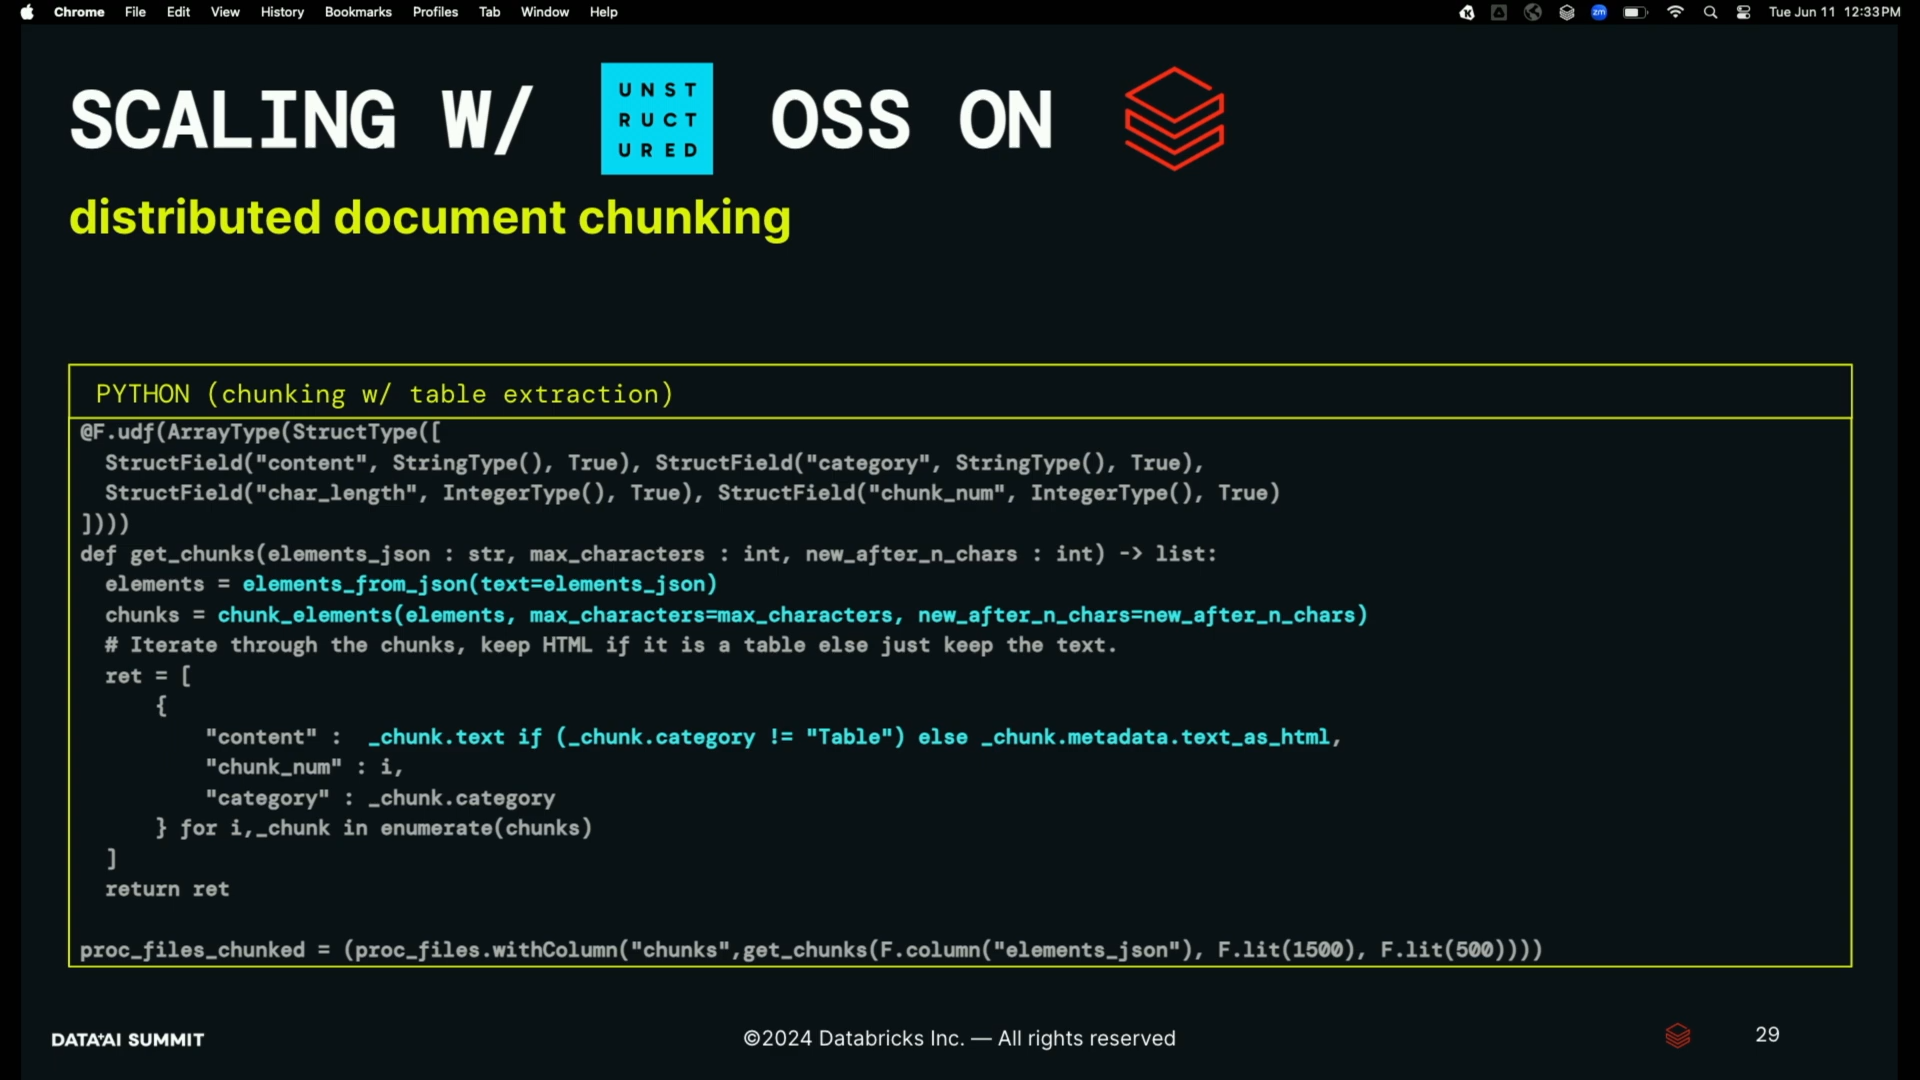 Chrome File Edit View History Bookmarks Profiles Tab Window Help zm Tue Jun 11 12:33 PM
SCALING W/ UNST RUCT URED OSS ON
distributed document chunking
PYTHON (chunking w/ table extraction)
@F.udf(ArrayType(StructType([
  StructField("content", StringType(), True), StructField("category", StringType(), True),
  StructField("char_length", IntegerType(), True), StructField("chunk_num", IntegerType(), True)
])))
def get_chunks(elements_json : str, max_characters : int, new_after_n_chars : int) -> list:
  elements = elements_from_json(text=elements_json)
  chunks = chunk_elements(elements, max_characters=max_characters, new_after_n_chars=new_after_n_chars)
  # Iterate through the chunks, keep HTML if it is a table else just keep the text.
  ret = [
      {
          "content" :  _chunk.text if (_chunk.category != "Table") else _chunk.metadata.text_as_html,
          "chunk_num" : i,
          "category" : _chunk.category
      } for i,_chunk in enumerate(chunks)
  ]
  return ret
proc_files_chunked = (proc_files.withColumn("chunks",get_chunks(F.column("elements_json"), F.lit(1500), F.lit(500))))
DATA+AI SUMMIT
©2024 Databricks Inc. — All rights reserved
29